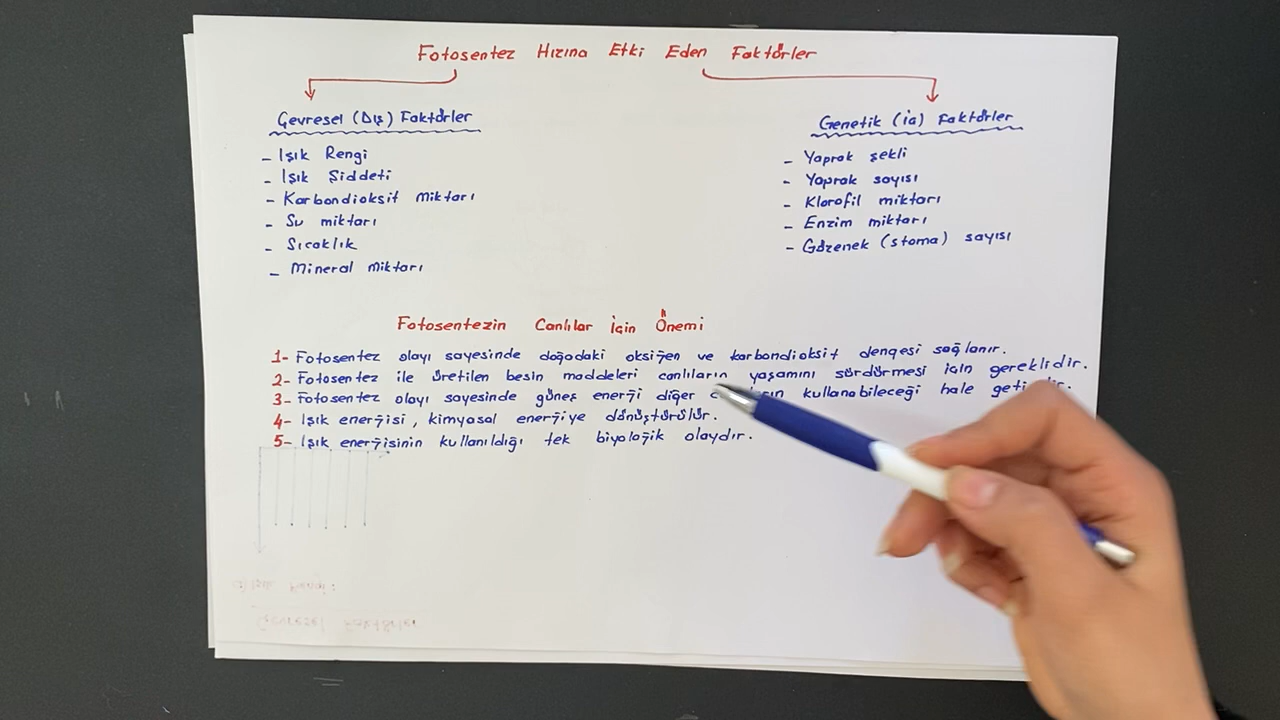 Fotosentez Hızına Etki Eden Faktörler
Çevresel (Dış) Faktörler
- Işık Rengi
- Işık Şiddeti
- Karbondioksit miktarı
- Su miktarı
- Sıcaklık
- Mineral miktarı
Genetik (iç) Faktörler
- Yaprak şekli
- Yaprak sayısı
- Klorofil miktarı
- Enzim miktarı
- Gözenek (stoma) sayısı
Fotosentezin Canlılar için Önemi
1- Fotosentez olayı sayesinde doğadaki oksijen ve karbondioksit dengesi sağlanır.
2- Fotosentez ile üretilen besin maddeleri canlıların yaşamını sürdürmesi için gereklidir.
3- Fotosentez olayı sayesinde güneş enerji diğer kullanabileceği hale
4- Işık enerjisi, kimyasal enerjiye dönüştürülür.
5- Işık enerjisinin kullanıldığı tek biyolojik olaydır.